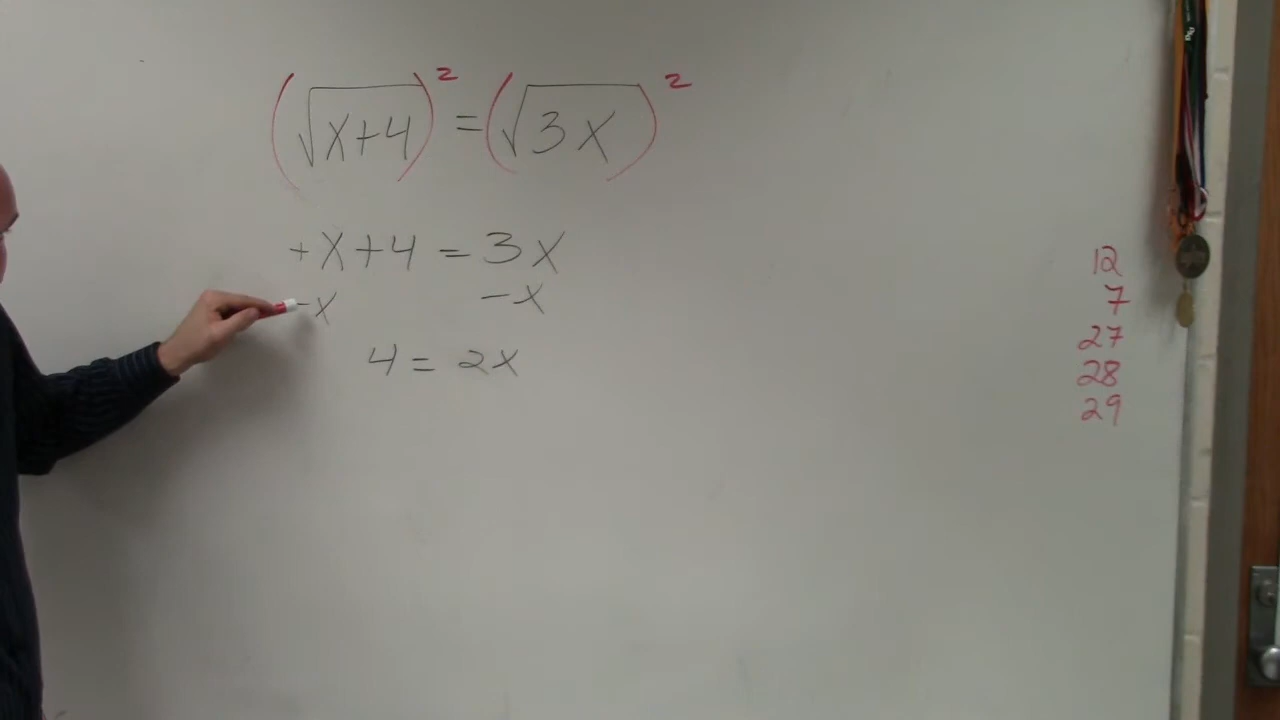 (√x+4)² = (√3x)²
+x+4 = 3x
-x -x
4 = 2x
12
7
27
28
29